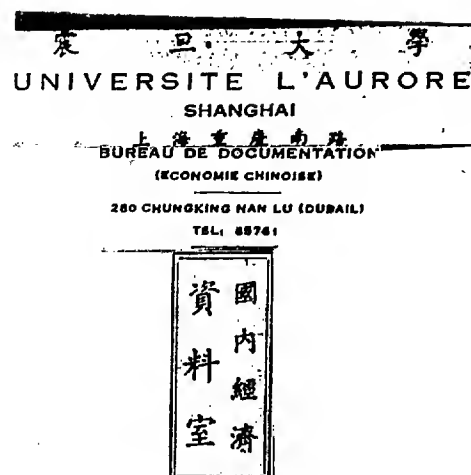 震旦大學
UNIVERSITE L'AURORE
SHANGHAI
上海重慶南路
BUREAU DE DOCUMENTATION
(ECONOMIE CHINOISE)
280 CHUNGKING NAN LU (DUBAIL)
TEL: 85741
國內經濟
資料室